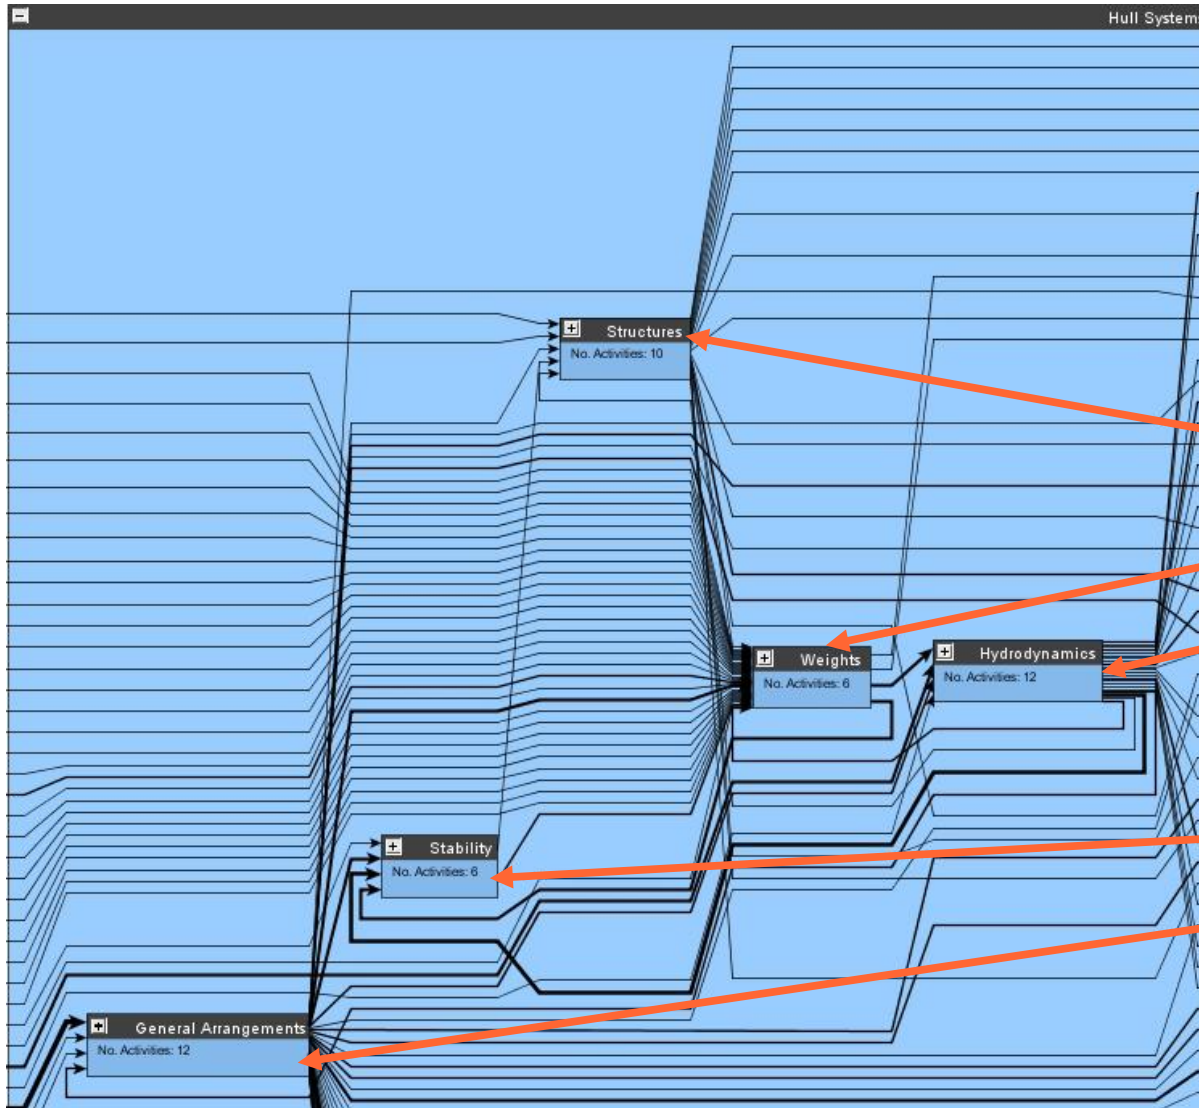 Hull Systems
Structures
No. Activities: 10
Weights
No. Activities: 6
Hydrodynamics
No. Activities: 12
Stability
No. Activities: 6
General Arrangements
No. Activities: 12